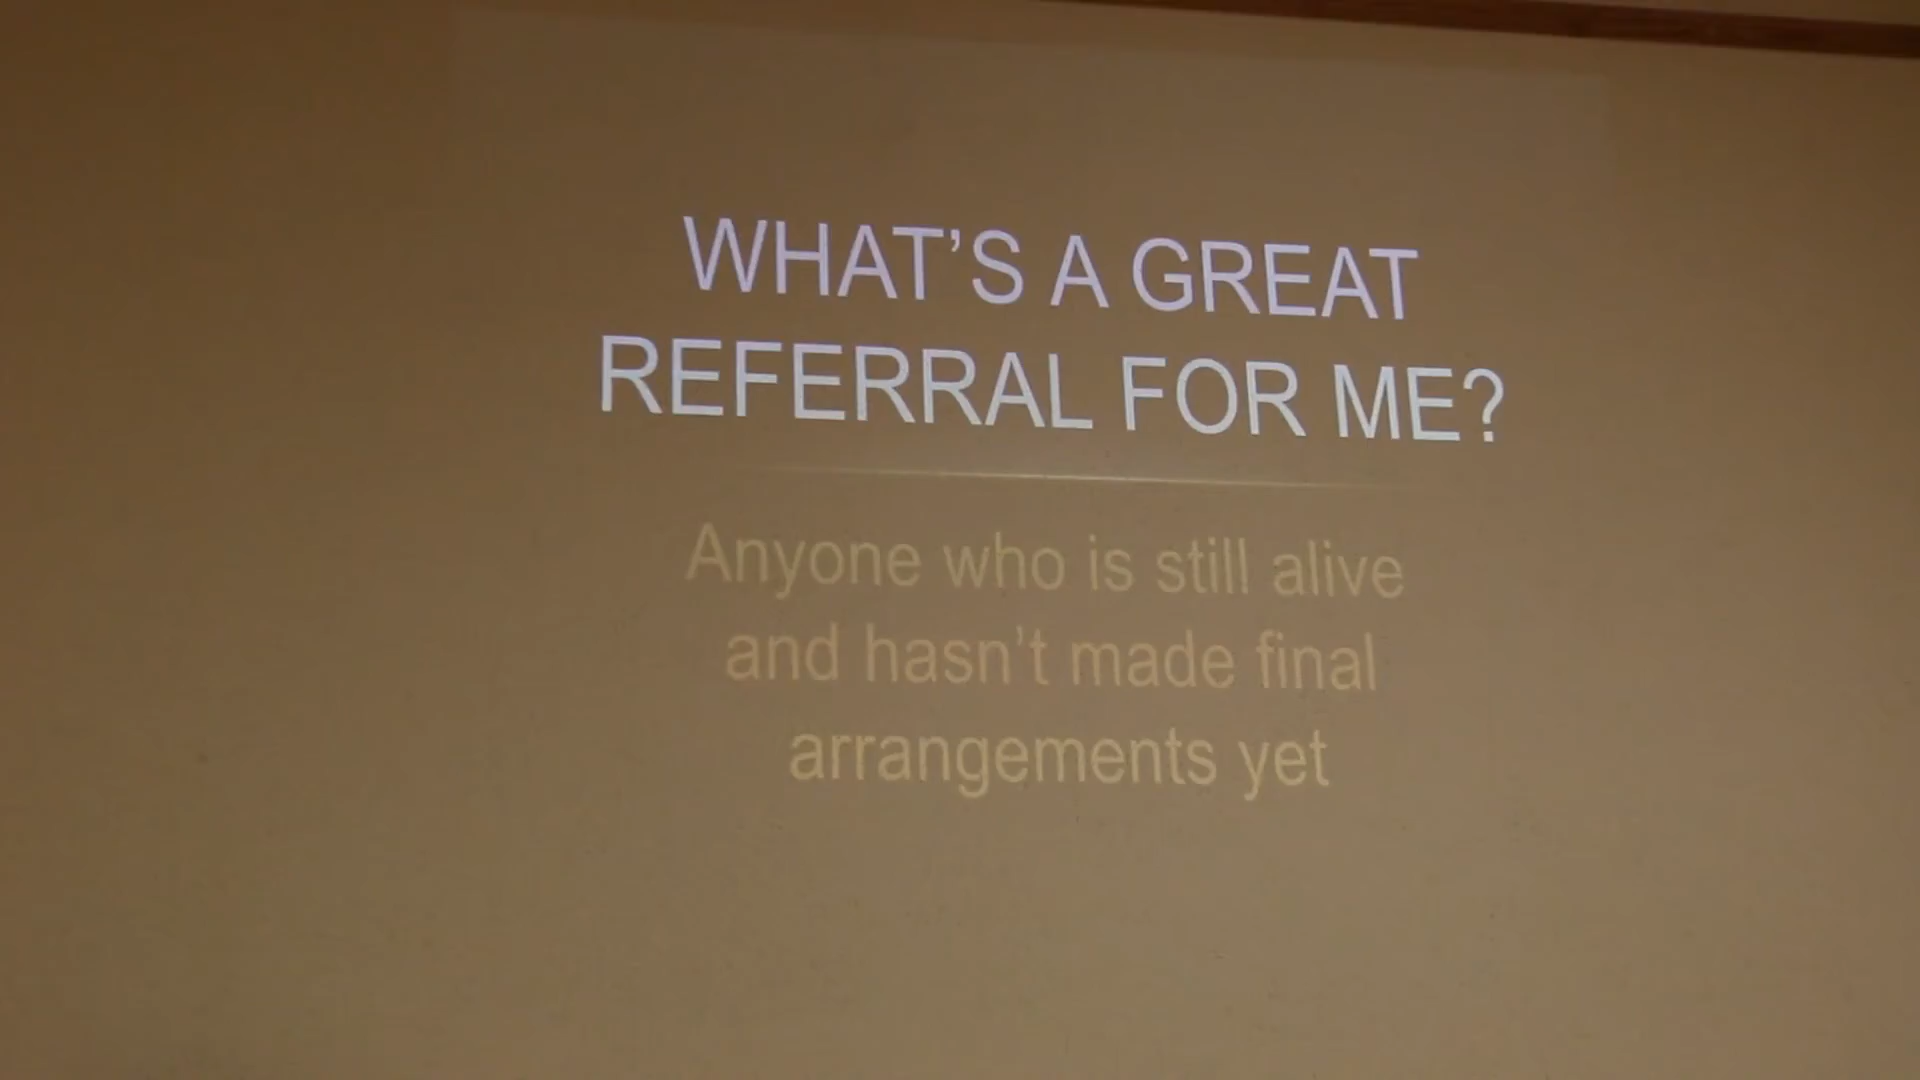 WHAT'S A GREAT
REFERRAL FOR ME?
Anyone who is still alive
and hasn't made final
arrangements yet